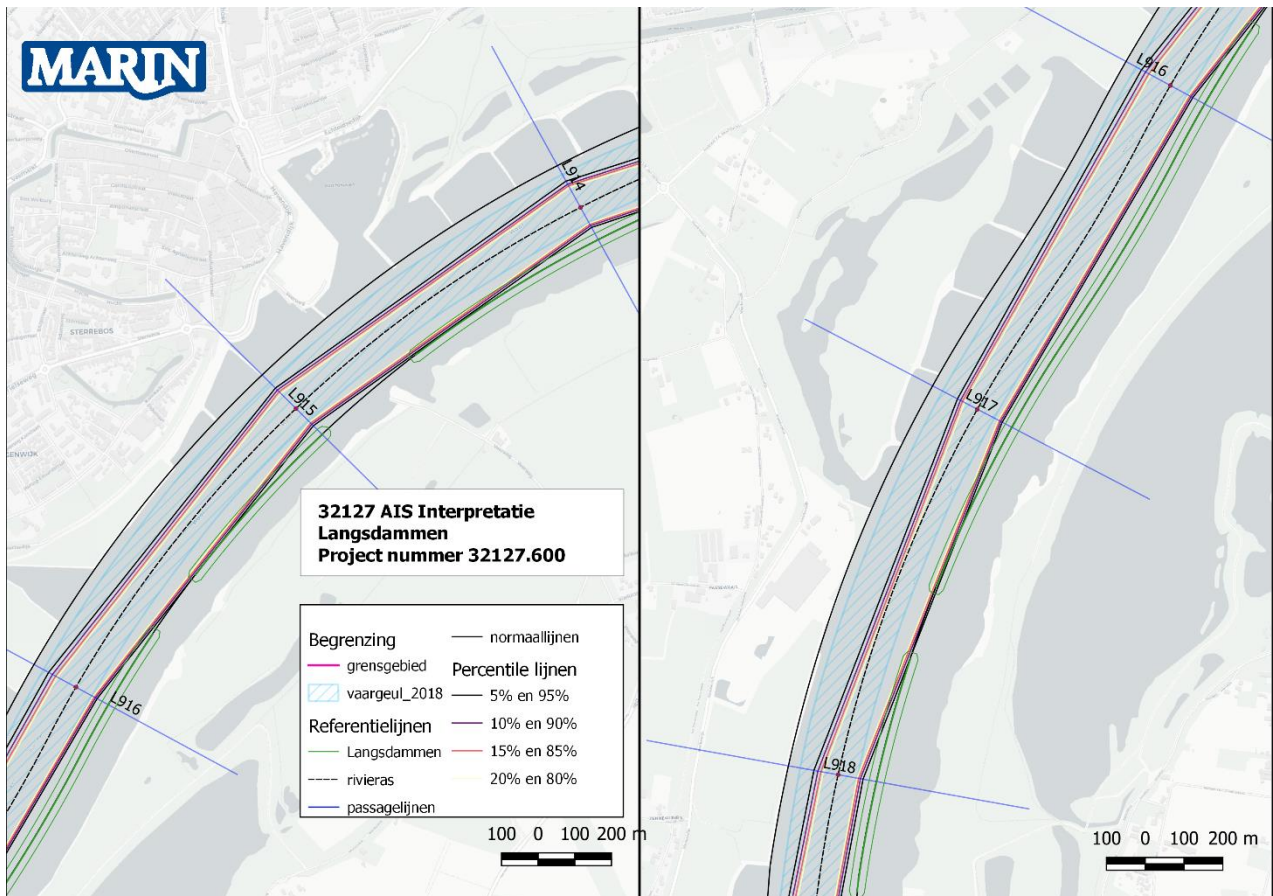 MARIN
L914
STERREBOS
L915
L916
32127 AIS Interpretatie
Langsdammen
Project nummer 32127.600
Begrenzing
grensgebied
vaargeul_2018
Referentielijnen
Langsdammen
rivieras
passagelijnen
normaallijnen
Percentile lijnen
5% en 95%
10% en 90%
15% en 85%
20% en 80%
100 0 100 200 m
L916
L917
L918
100 0 100 200 m